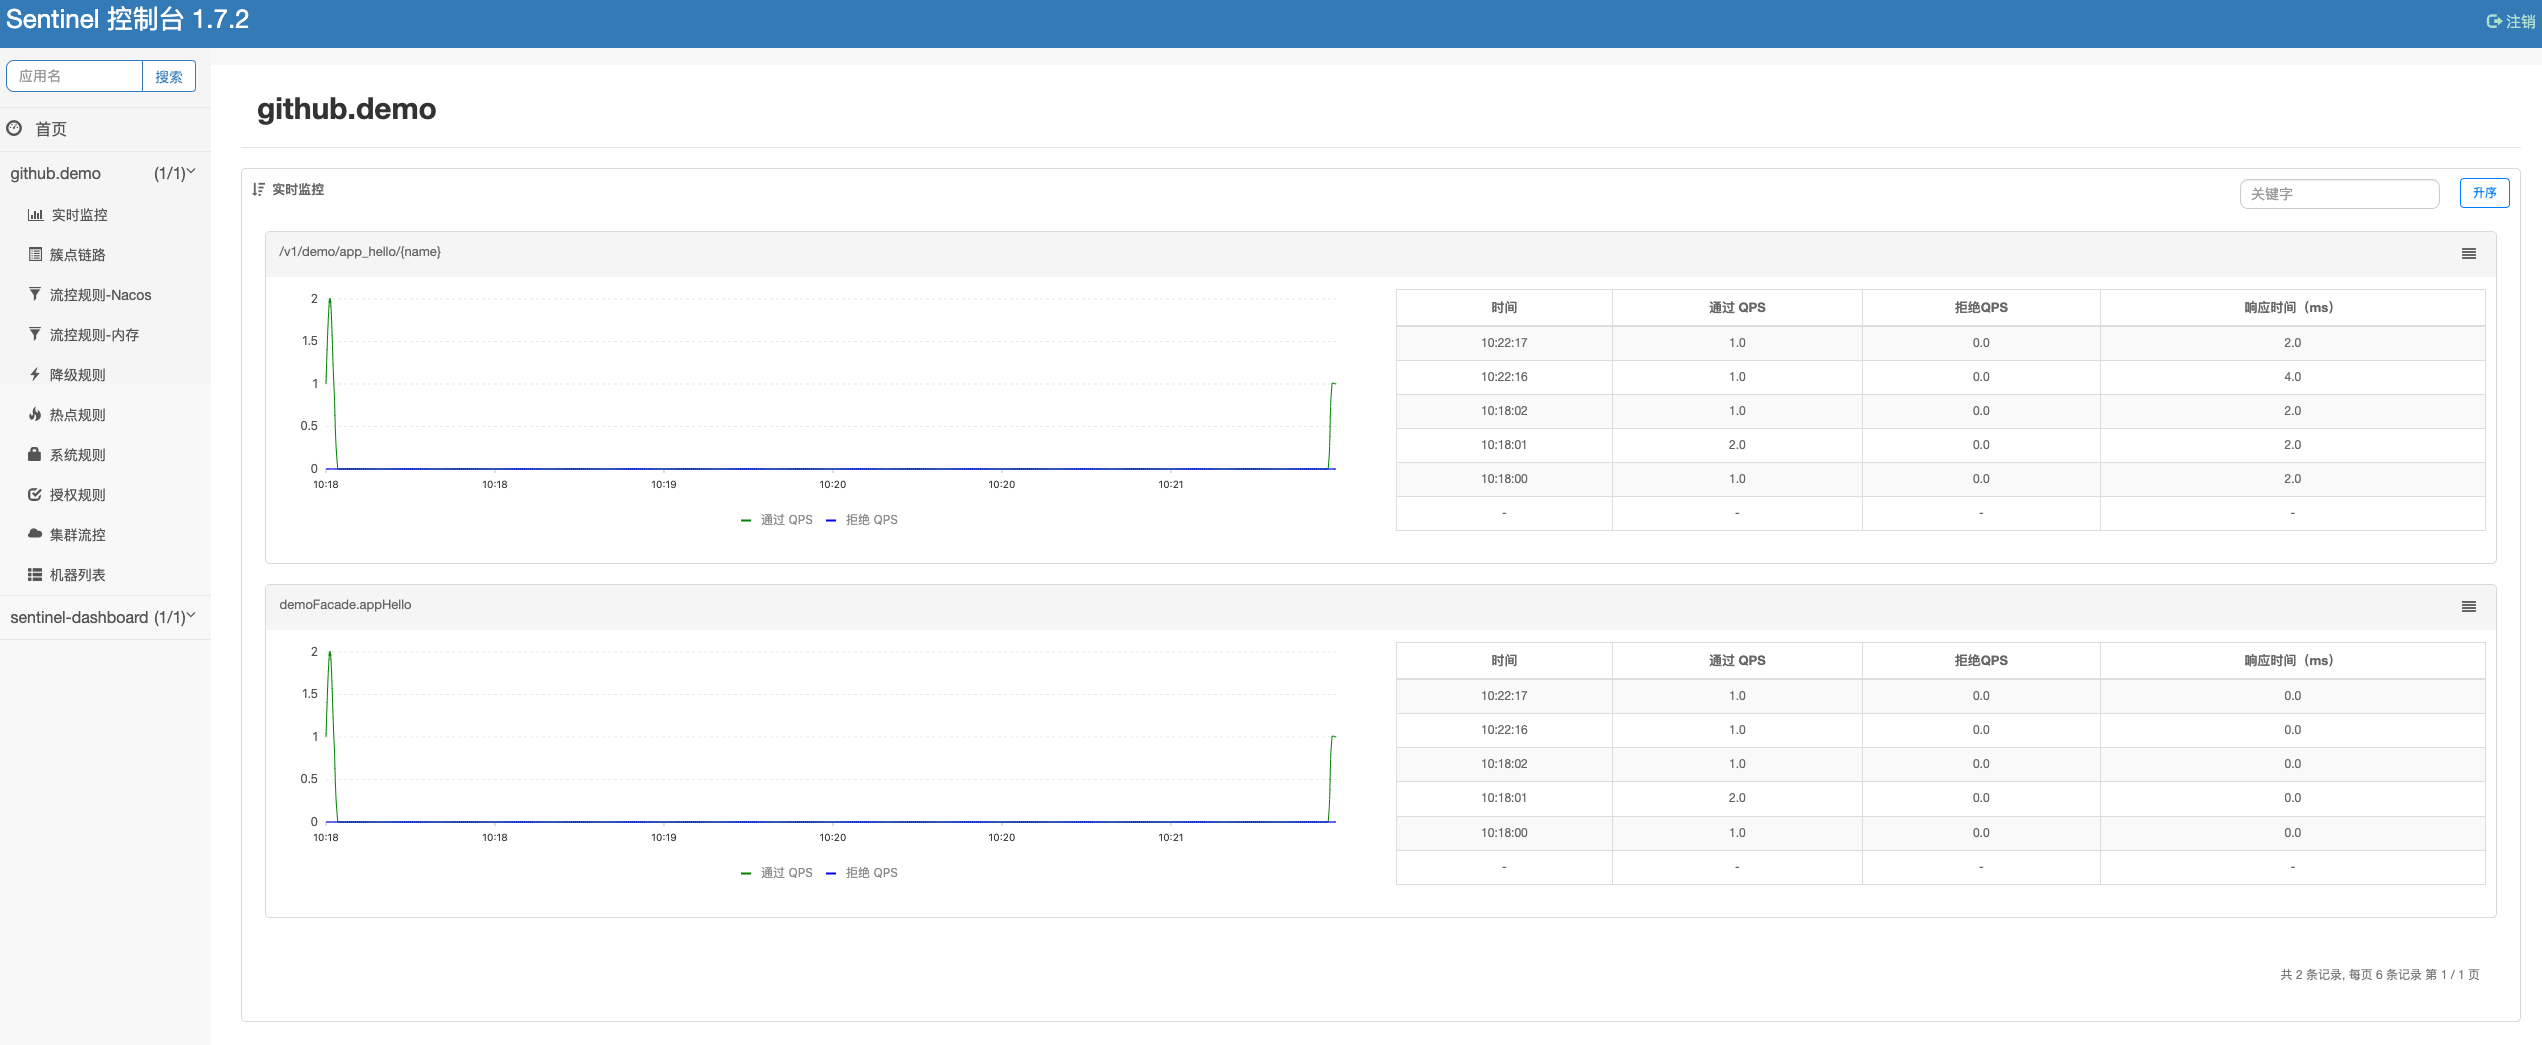 Sentinel 控制台 1.7.2
注销
应用名 搜索
首页
github.demo (1/1)
实时监控
簇点链路
流控规则-Nacos
流控规则-内存
降级规则
热点规则
系统规则
授权规则
集群流控
机器列表
sentinel-dashboard (1/1)
github.demo
实时监控
关键字 升序
/v1/demo/app_hello/{name}
2
1.5
1
0.5
0
10:18 10:18 10:19 10:20 10:20 10:21
通过 QPS 拒绝 QPS
时间 通过 QPS 拒绝QPS 响应时间（ms）
10:22:17 1.0 0.0 2.0
10:22:16 1.0 0.0 4.0
10:18:02 1.0 0.0 2.0
10:18:01 2.0 0.0 2.0
10:18:00 1.0 0.0 2.0
- - - -
demoFacade.appHello
2
1.5
1
0.5
0
10:18 10:18 10:19 10:20 10:20 10:21
通过 QPS 拒绝 QPS
时间 通过 QPS 拒绝QPS 响应时间（ms）
10:22:17 1.0 0.0 0.0
10:22:16 1.0 0.0 0.0
10:18:02 1.0 0.0 0.0
10:18:01 2.0 0.0 0.0
10:18:00 1.0 0.0 0.0
- - - -
共 2 条记录, 每页 6 条记录 第 1 / 1 页